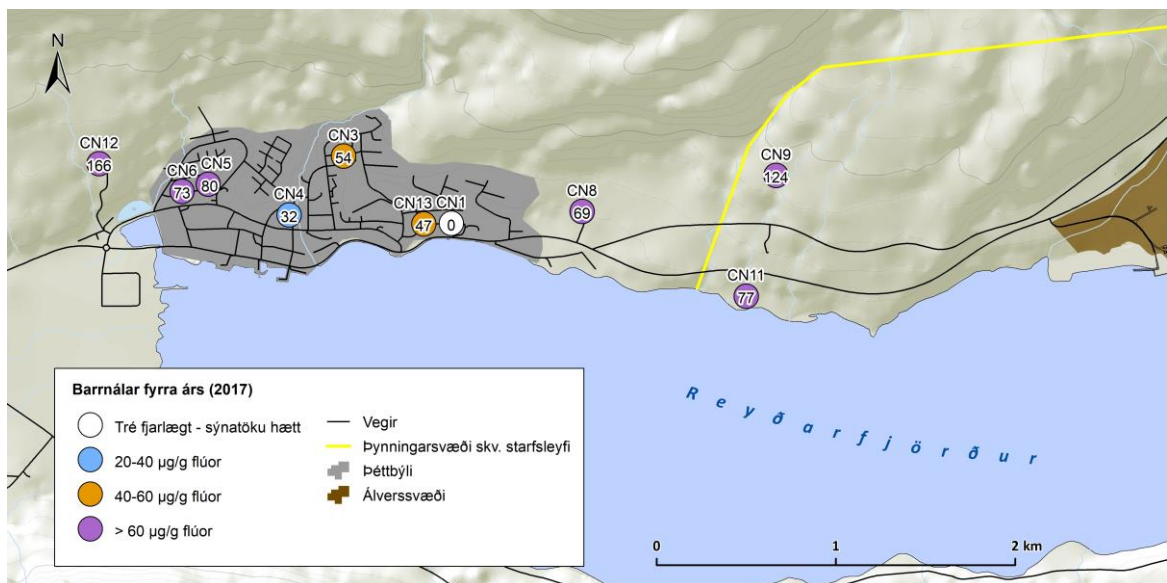 N
CN12
166
CN6
73
CN5
80
CN4
32
CN3
54
CN13
47
CN1
0
CN8
69
CN9
124
CN11
77
Reyðarfjörður
Barrnálar fyrra árs (2017)
Tré fjarlægt - sýnatöku hætt
20-40 µg/g flúor
40-60 µg/g flúor
> 60 µg/g flúor
Vegir
Þynningarsvæði skv. starfsleyfi
Þéttbýli
Álverssvæði
0 1 2 km